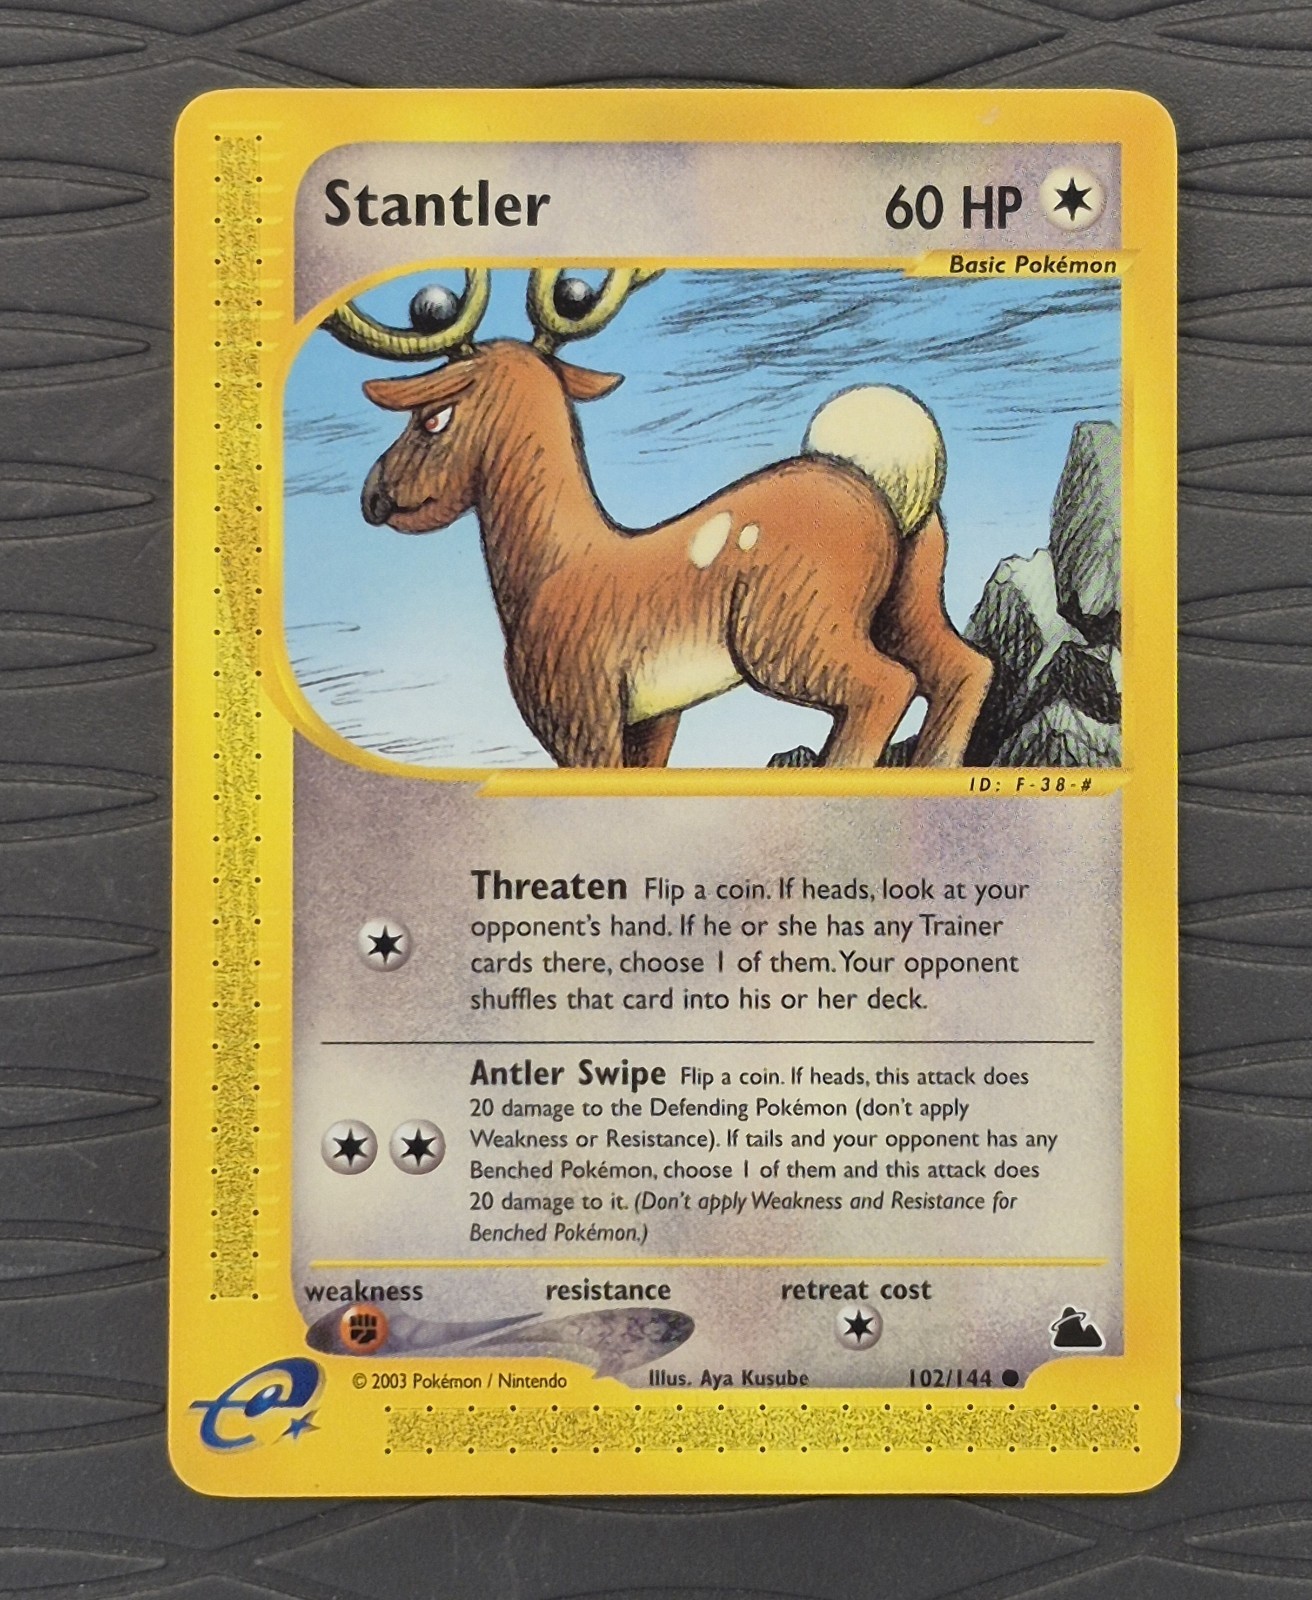 Stantler 60 HP
Basic Pokémon
ID: F-38-#
Threaten Flip a coin. If heads, look at your
opponent's hand. If he or she has any Trainer
cards there, choose 1 of them. Your opponent
shuffles that card into his or her deck.
Antler Swipe Flip a coin. If heads, this attack does
20 damage to the Defending Pokémon (don't apply
Weakness or Resistance). If tails and your opponent has any
Benched Pokémon, choose 1 of them and this attack does
20 damage to it. (Don't apply Weakness and Resistance for
Benched Pokémon.)
weakness resistance retreat cost
e
© 2003 Pokémon / Nintendo Illus. Aya Kusube 102/144